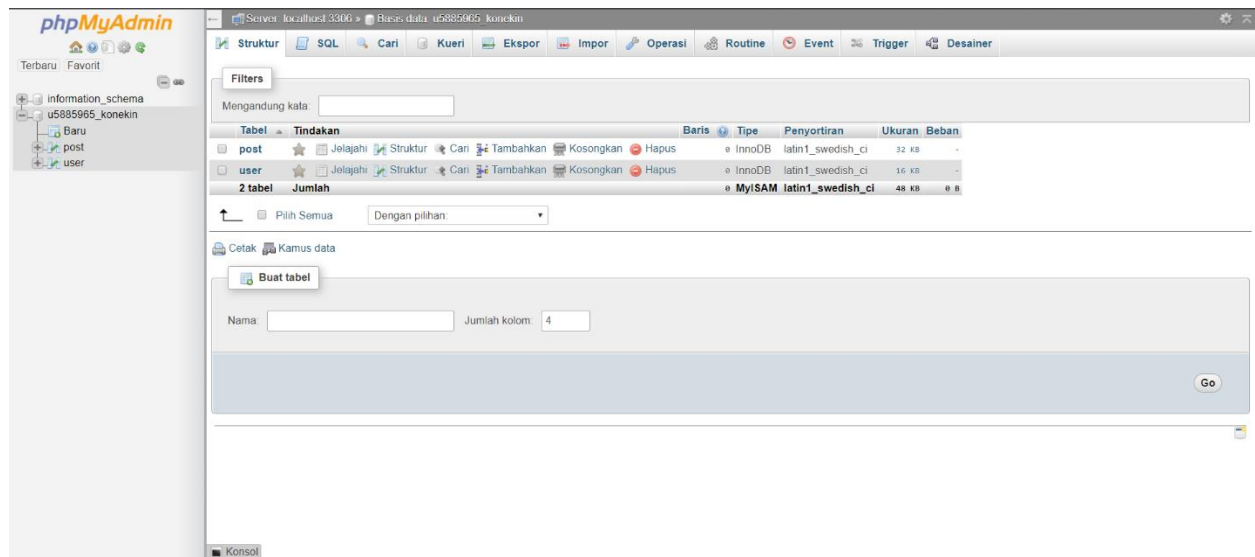 phpMyAdmin
Terbaru Favorit
information_schema
u5885965_konekin
Baru
post
user
Server: localhost:3306 » Basis data: u5885965_konekin
Struktur SQL Cari Kueri Ekspor Impor Operasi Routine Event Trigger Desainer
Filters
Mengandung kata:
Tabel Tindakan Baris Tipe Penyortiran Ukuran Beban
post Jelajahi Struktur Cari Tambahkan Kosongkan Hapus 0 InnoDB latin1_swedish_ci 32 KB -
user Jelajahi Struktur Cari Tambahkan Kosongkan Hapus 0 InnoDB latin1_swedish_ci 16 KB -
2 tabel Jumlah 0 MyISAM latin1_swedish_ci 48 KB 0 B
Pilih Semua Dengan pilihan:
Cetak Kamus data
Buat tabel
Nama: Jumlah kolom: 4
Go
Konsol